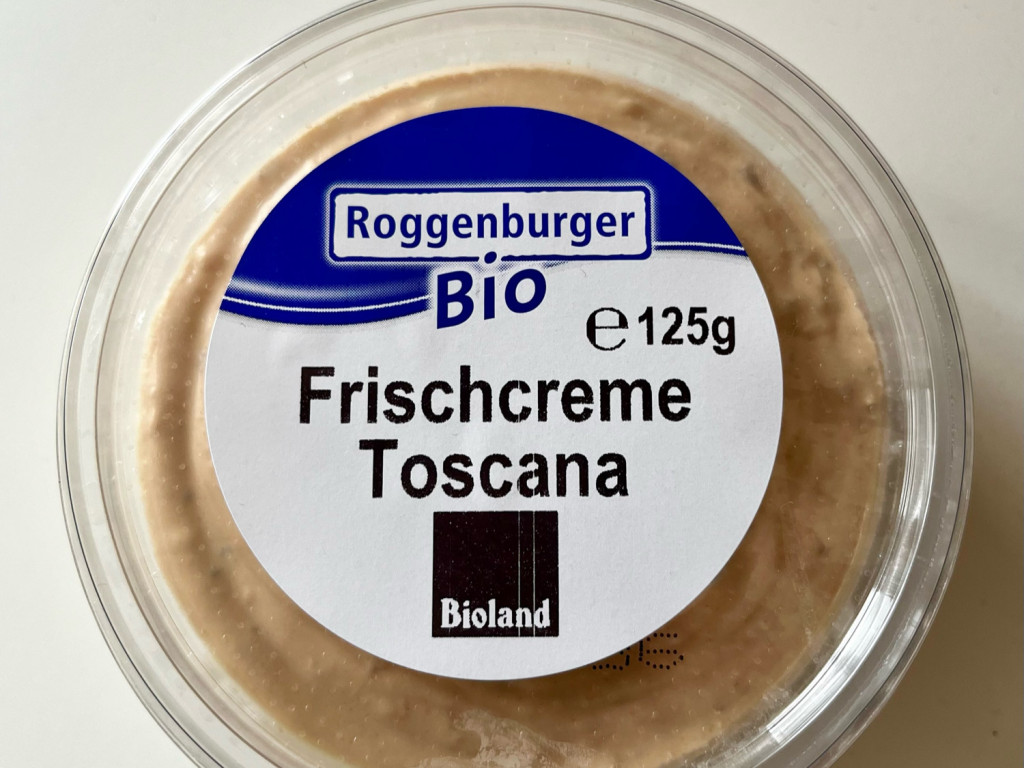 Roggenburger
Bio
℮ 125g
Frischcreme
Toscana
Bioland